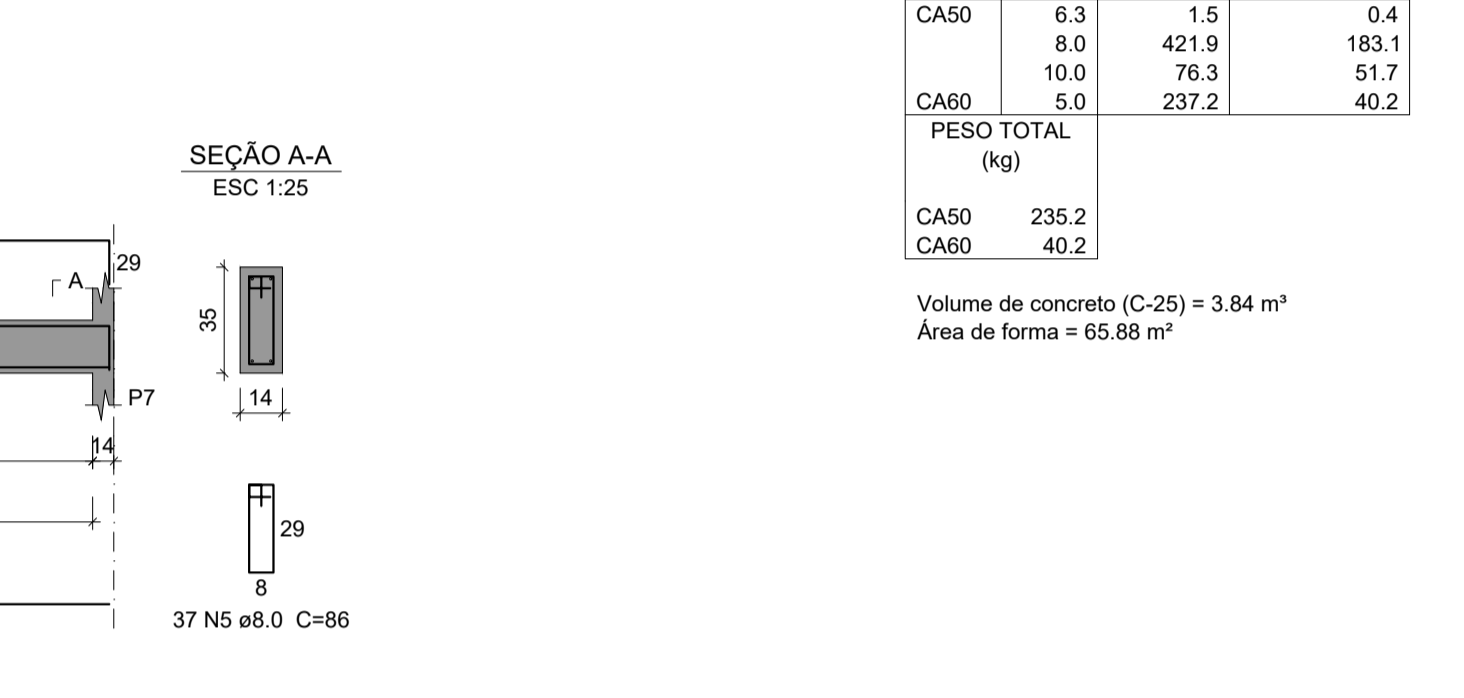 CA50 6.3 1.5 0.4
8.0 421.9 183.1
10.0 76.3 51.7
CA60 5.0 237.2 40.2
PESO TOTAL
(kg)
CA50 235.2
CA60 40.2
Volume de concreto (C-25) = 3.84 m³
Área de forma = 65.88 m²
SEÇÃO A-A
ESC 1:25
29
A
35
14
P7
14
29
8
37 N5 ø8.0 C=86